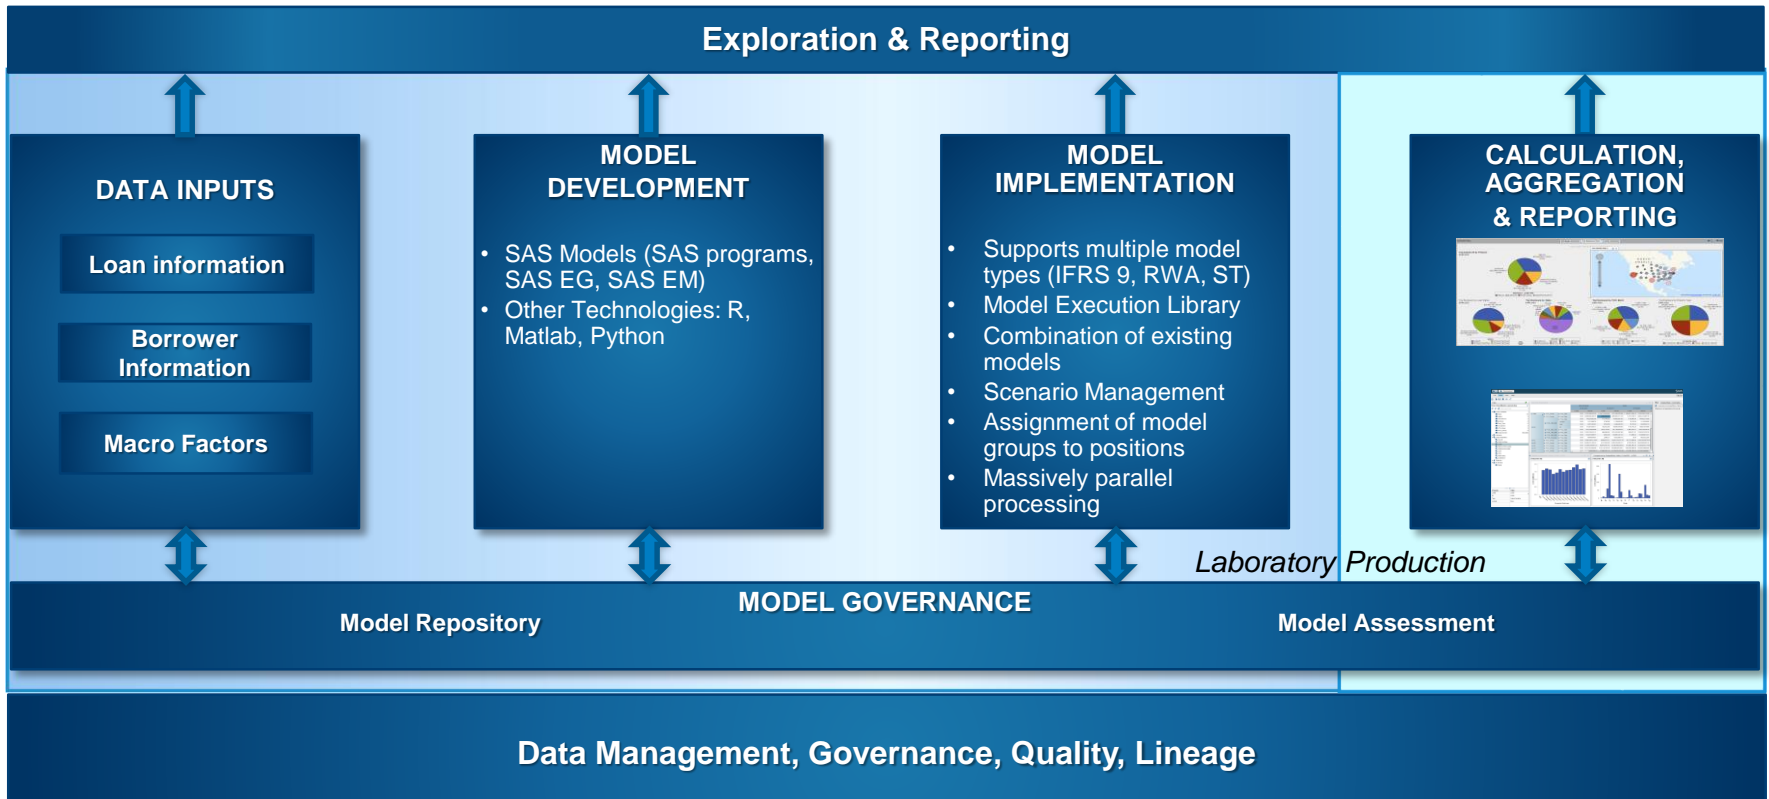 Exploration & Reporting
DATA INPUTS
Loan information
Borrower
Information
Macro Factors
MODEL
DEVELOPMENT
• SAS Models (SAS programs,
SAS EG, SAS EM)
• Other Technologies: R,
Matlab, Python
MODEL
IMPLEMENTATION
• Supports multiple model
types (IFRS 9, RWA, ST)
• Model Execution Library
• Combination of existing
models
• Scenario Management
• Assignment of model
groups to positions
• Massively parallel
processing
CALCULATION,
AGGREGATION
& REPORTING
Laboratory Production
MODEL GOVERNANCE
Model Repository
Model Assessment
Data Management, Governance, Quality, Lineage